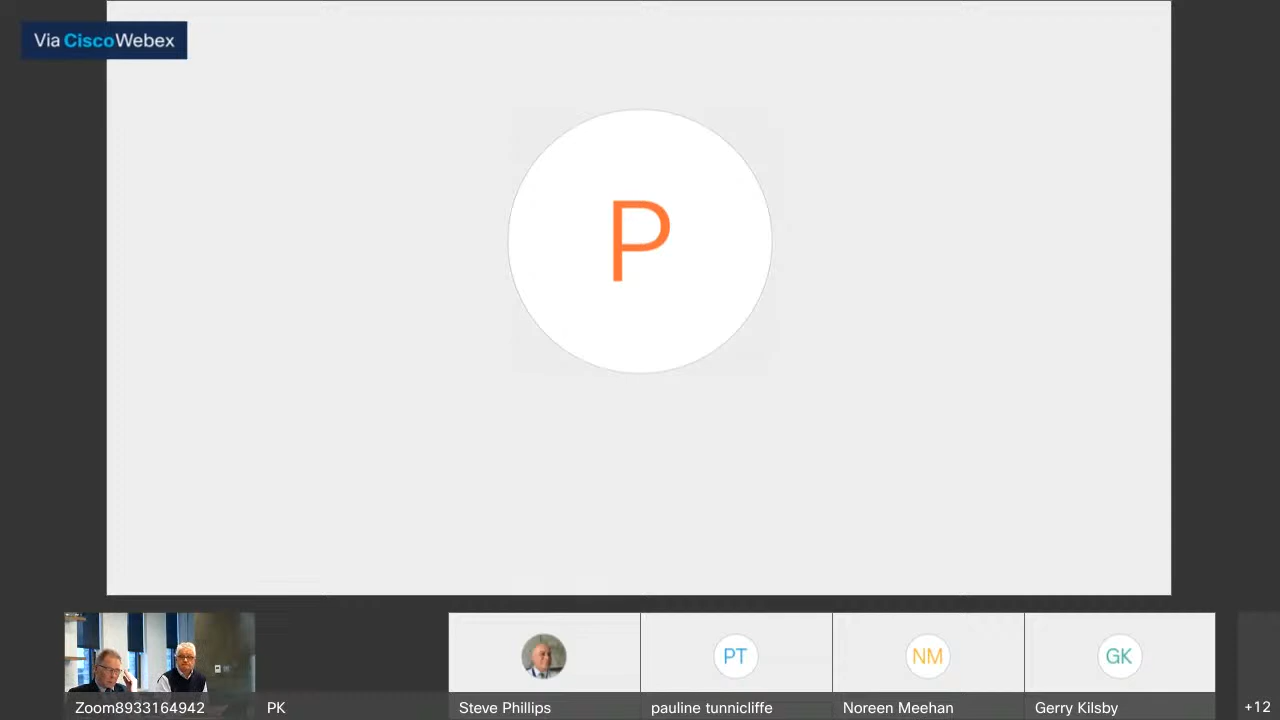 Via CiscoWebex
P
PT
NM
GK
Zoom8933164942
PK
Steve Phillips
pauline tunnicliffe
Noreen Meehan
Gerry Kilsby
+12